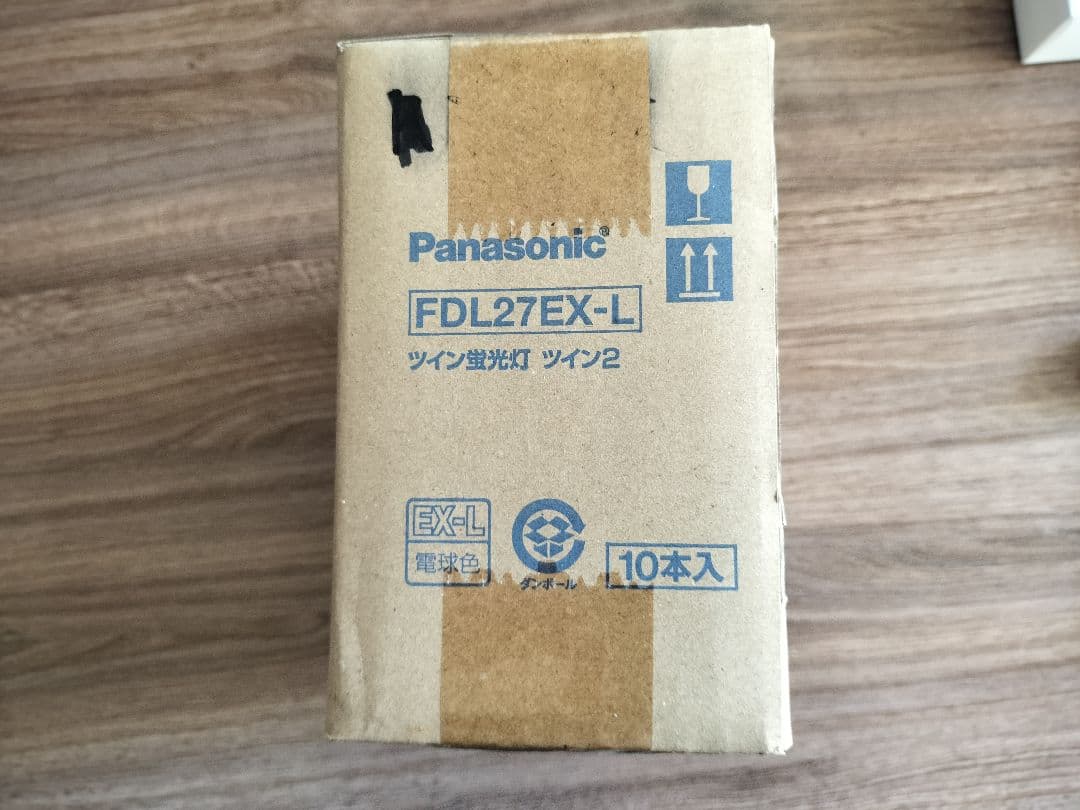 Panasonic®
FDL27EX-L
ツイン蛍光灯 ツイン2
EX-L
電球色
ダンボール
10本入